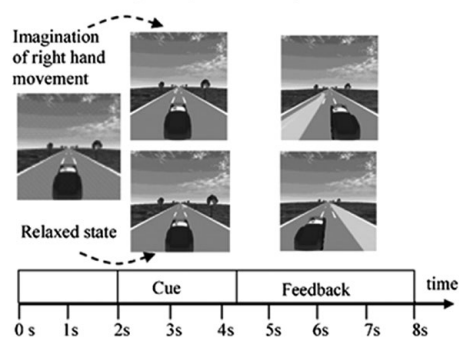 Imagination
of right hand
movement
Relaxed state
Cue
Feedback
time
0 s
1s
2s
3s
4s
5s
6s
7s
8s